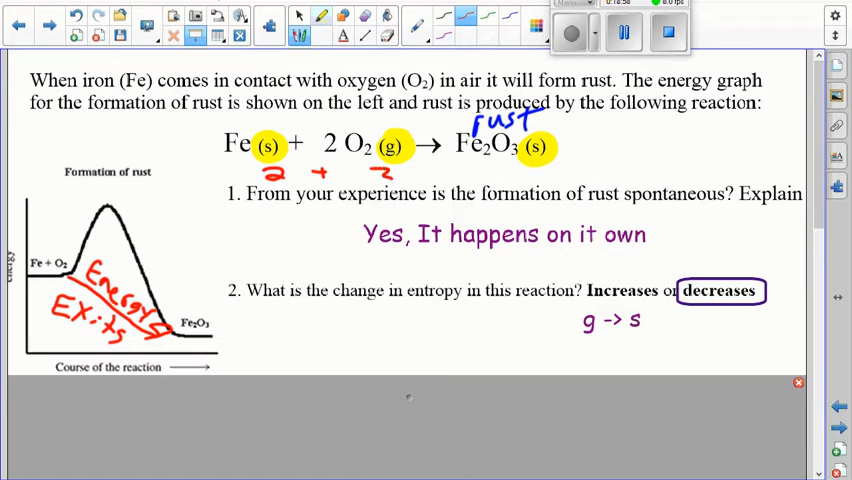 When iron (Fe) comes in contact with oxygen (O₂) in air it will form rust. The energy graph
for the formation of rust is shown on the left and rust is produced by the following reaction:
rust
Fe (s) + 2 O₂ (g) → Fe₂O₃ (s)
2 + 2
Formation of rust
1. From your experience is the formation of rust spontaneous? Explain
Yes, It happens on it own
energy
Fe + O₂
Energy
Exits
Fe₂O₃
2. What is the change in entropy in this reaction? Increases or decreases
g -> s
Course of the reaction